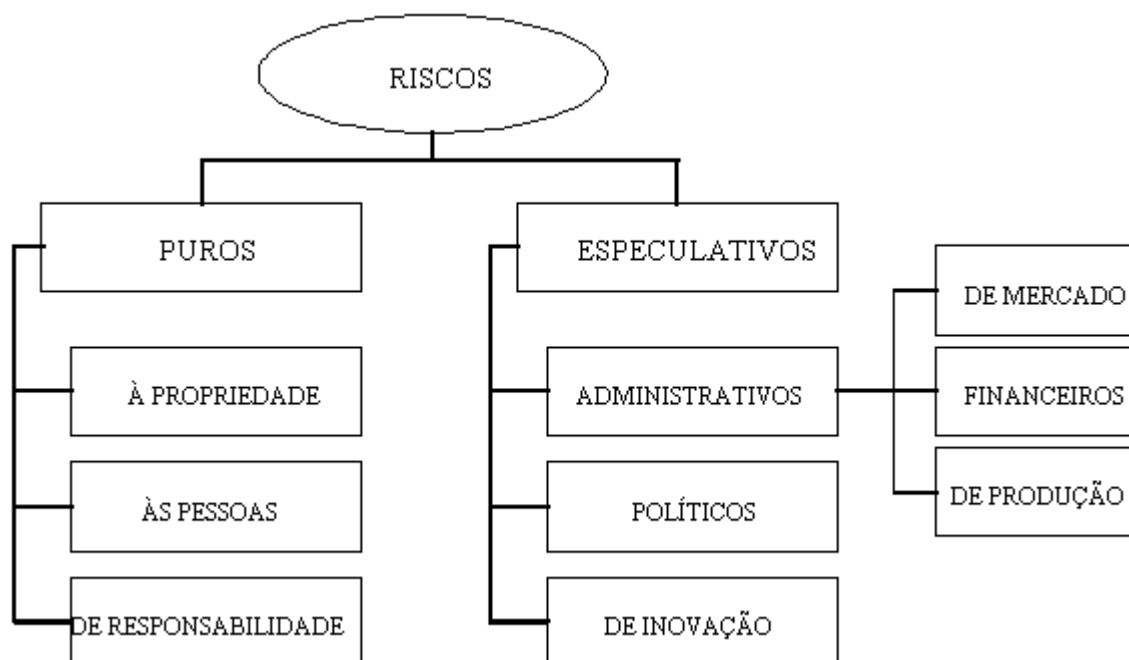 RISCOS
PUROS
À PROPRIEDADE
ÀS PESSOAS
DE RESPONSABILIDADE
ESPECULATIVOS
ADMINISTRATIVOS
POLÍTICOS
DE INOVAÇÃO
DE MERCADO
FINANCEIROS
DE PRODUÇÃO